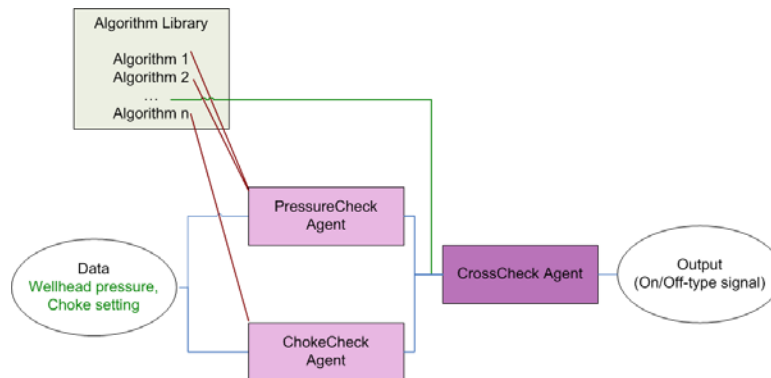 Algorithm Library
Algorithm 1
Algorithm 2
...
Algorithm n
PressureCheck
Agent
Data
Wellhead pressure,
Choke setting
CrossCheck Agent
Output
(On/Off-type signal)
ChokeCheck
Agent